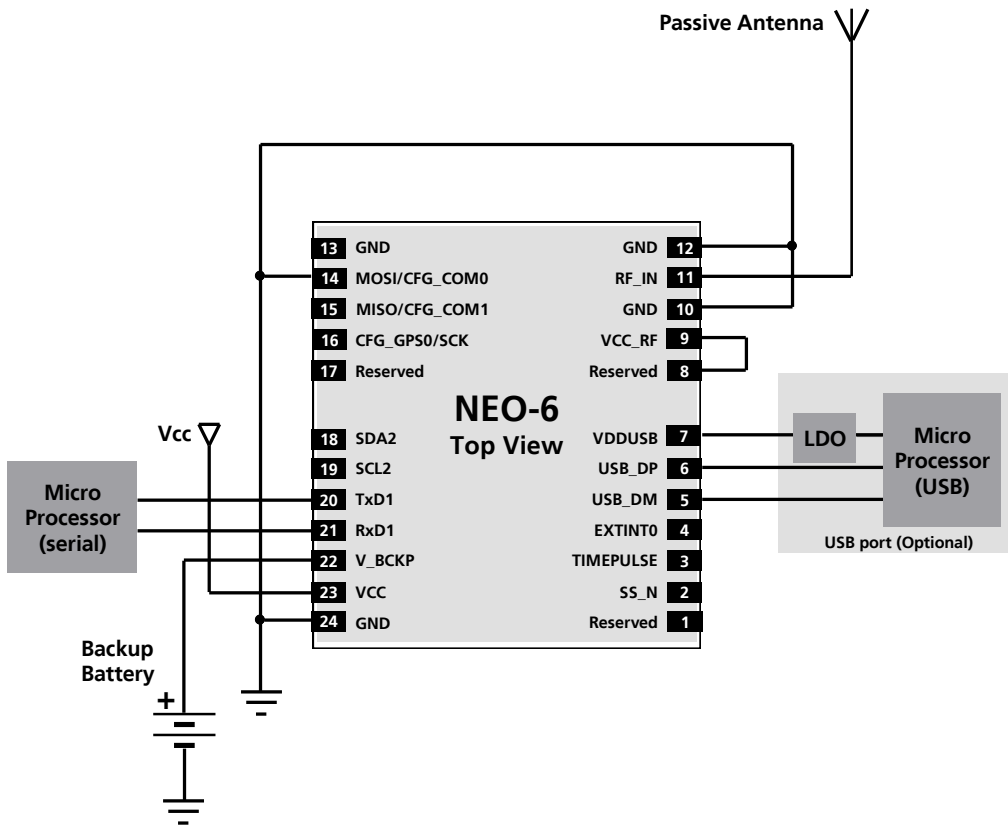 Passive Antenna
13 GND
GND 12
14 MOSI/CFG_COM0
RF_IN 11
15 MISO/CFG_COM1
GND 10
16 CFG_GPS0/SCK
VCC_RF 9
17 Reserved
Reserved 8
NEO-6
Top View
Vcc
18 SDA2
VDDUSB 7
19 SCL2
USB_DP 6
20 TxD1
USB_DM 5
21 RxD1
EXTINT0 4
22 V_BCKP
TIMEPULSE 3
23 VCC
SS_N 2
24 GND
Reserved 1
LDO
Micro
Processor
(USB)
USB port (Optional)
Micro
Processor
(serial)
Backup
Battery
+